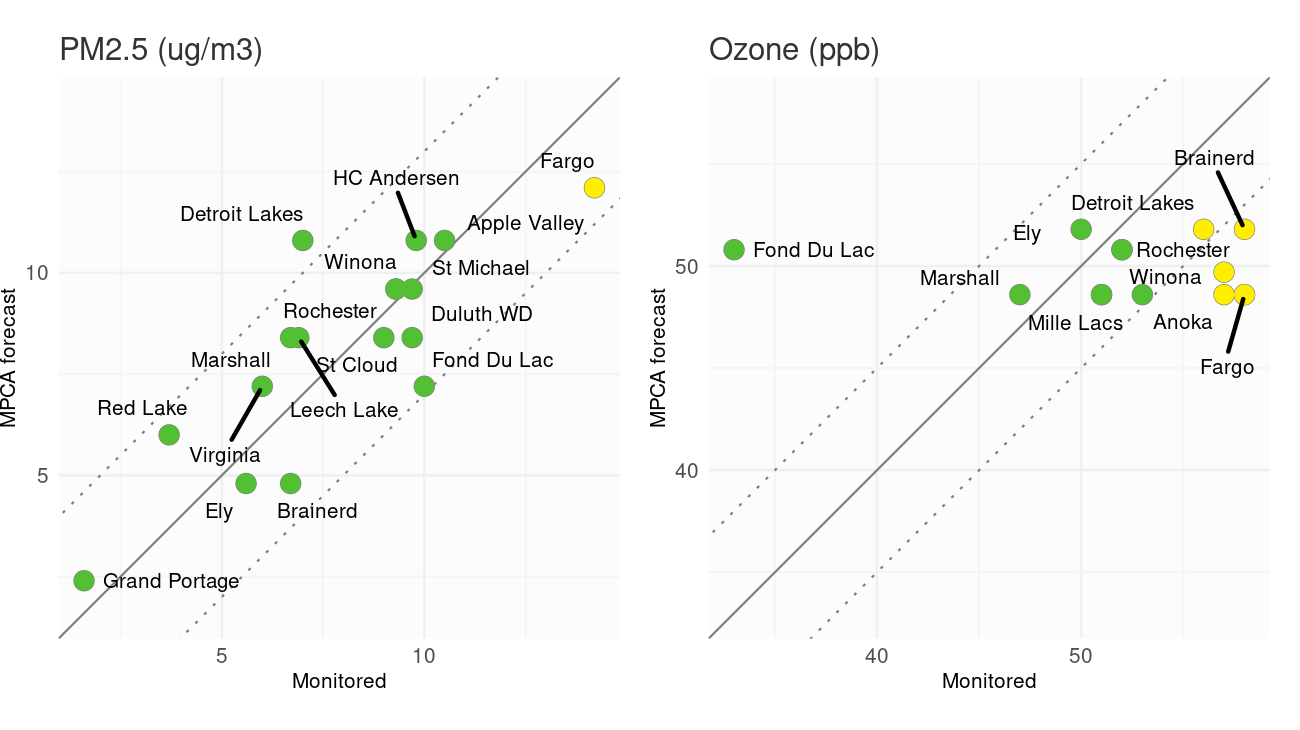 PM2.5 (ug/m3)
MPCA forecast
10
5
Fargo
HC Andersen
Detroit Lakes
Apple Valley
Winona
St Michael
Rochester
Duluth WD
Marshall
St Cloud
Fond Du Lac
Red Lake
Leech Lake
Virginia
Ely
Brainerd
Grand Portage
5
10
Monitored
Ozone (ppb)
MPCA forecast
50
40
Brainerd
Detroit Lakes
Ely
Fond Du Lac
Rochester
Marshall
Winona
Mille Lacs
Anoka
Fargo
40
50
Monitored